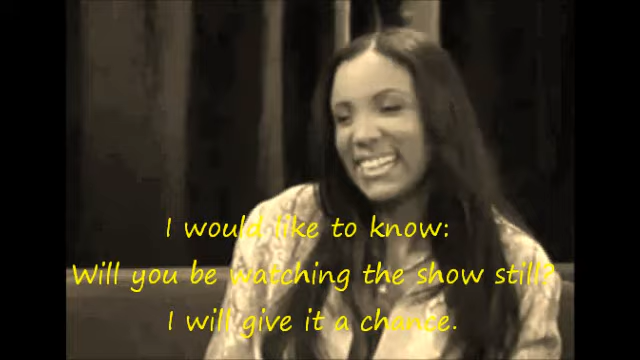 I would like to know:
Will you be watching the show still?
I will give it a chance.